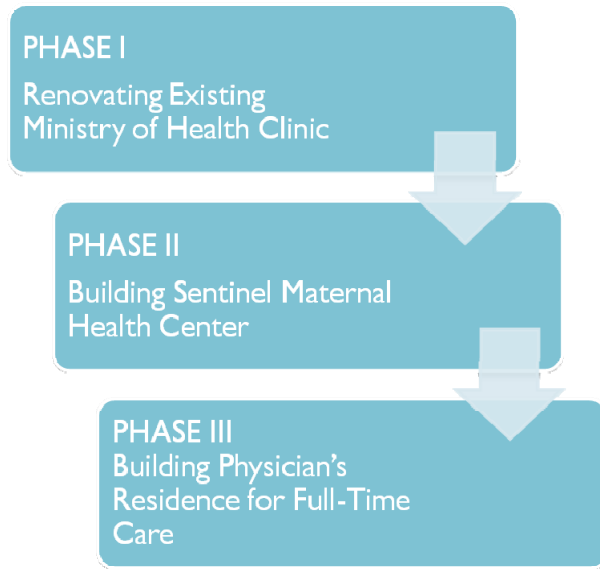 PHASE I
Renovating Existing
Ministry of Health Clinic
PHASE II
Building Sentinel Maternal
Health Center
PHASE III
Building Physician's
Residence for Full-Time
Care